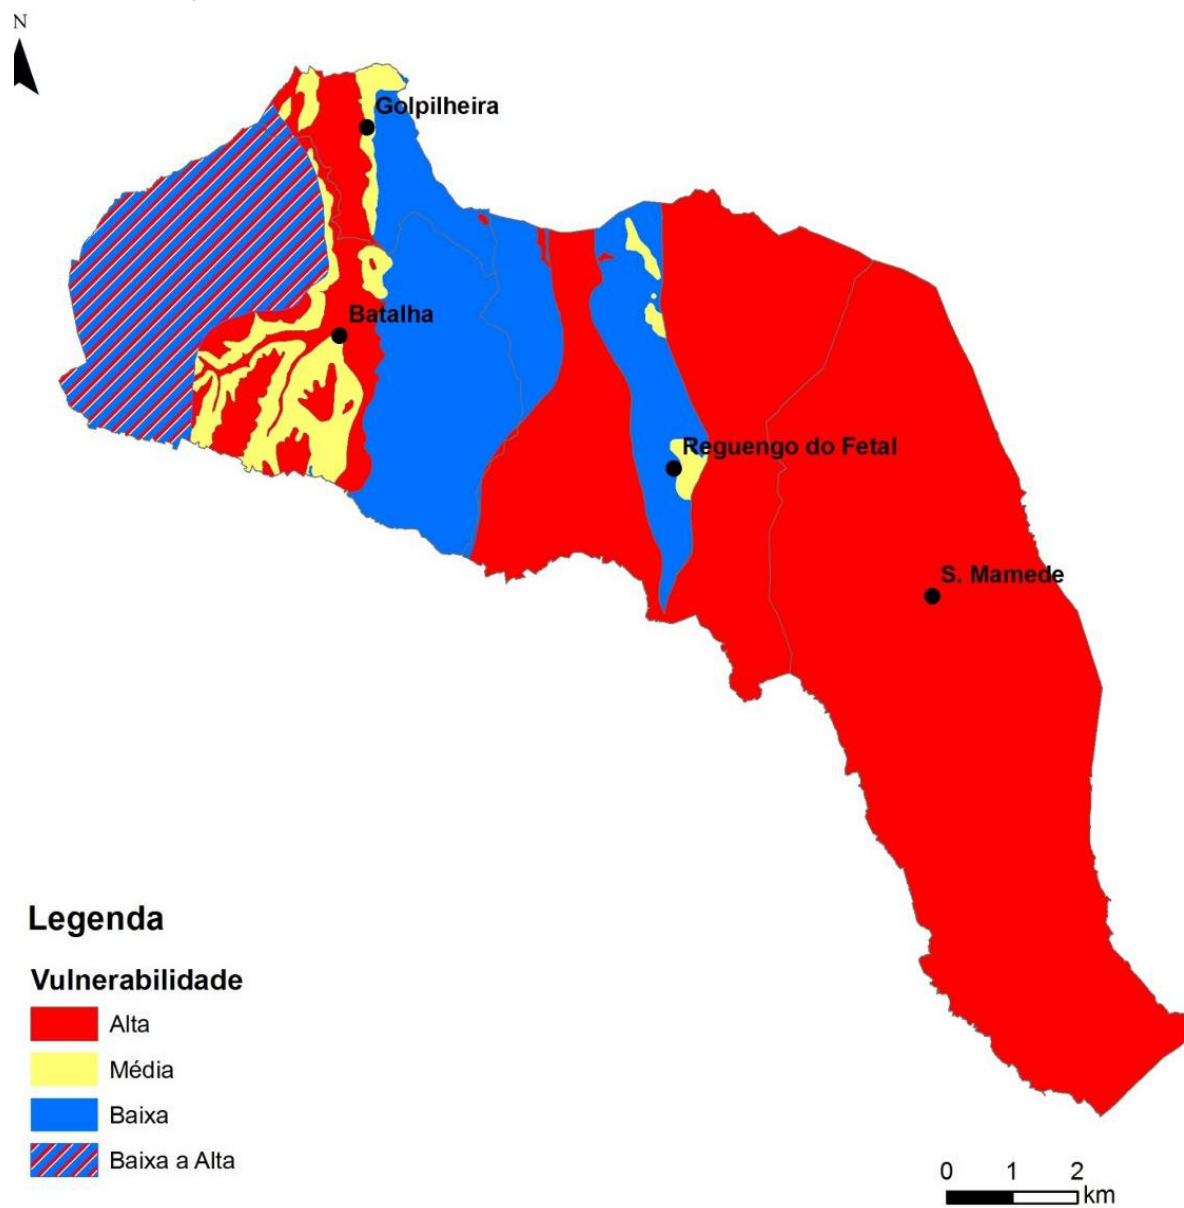 N
Golpilheira
Batalha
Reguengo do Fetal
S. Mamede
Legenda
Vulnerabilidade
Alta
Média
Baixa
Baixa a Alta
0 1 2
km